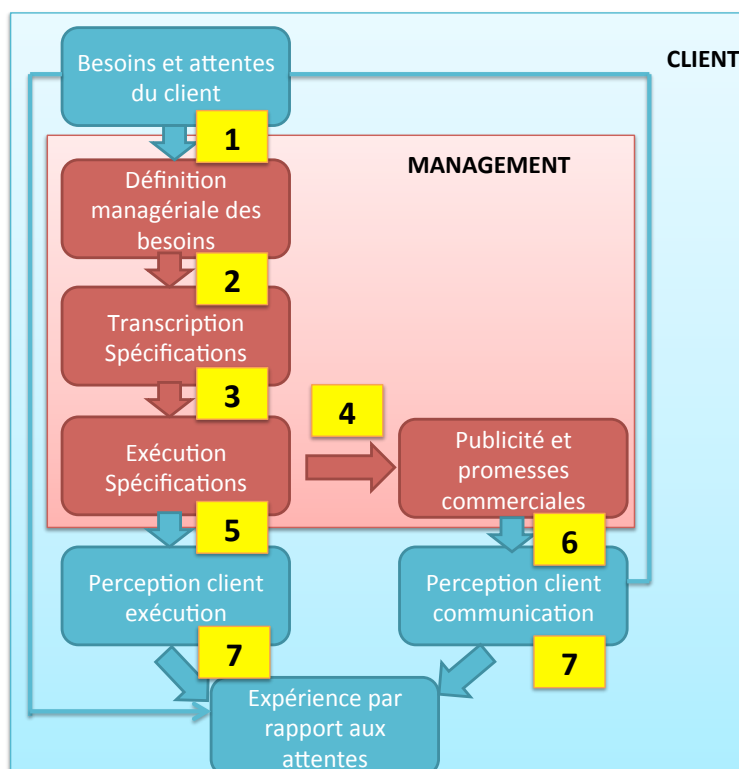 Besoins et attentes
du client
CLIENT
1
MANAGEMENT
Définition
managériale des
besoins
2
Transcription
Spécifications
3
4
Exécution
Spécifications
Publicité et
promesses
commerciales
5
6
Perception client
exécution
Perception client
communication
7
7
Expérience par
rapport aux
attentes